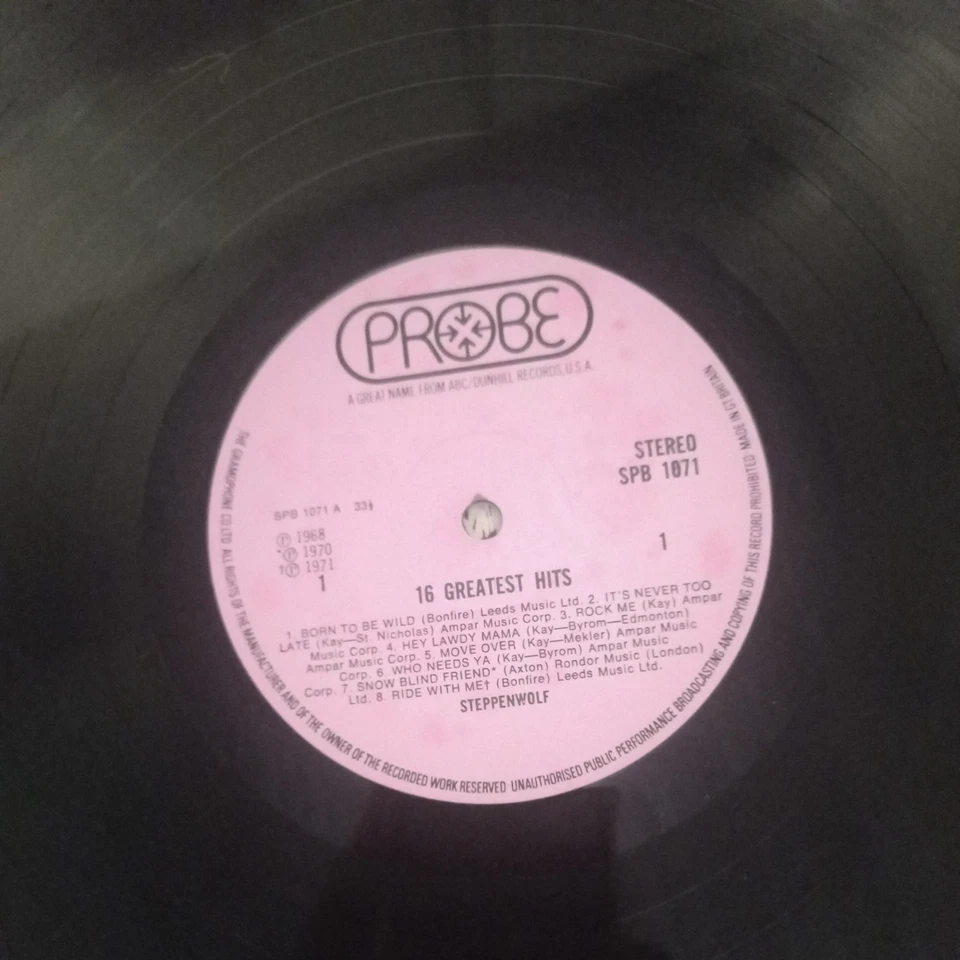 PROBE
A GREAT NAME FROM ABC/DUNHILL RECORDS, U.S.A.
STEREO
SPB 1071
SPB 1071 A 33⅓
Ⓟ 1968
*Ⓟ 1970
†Ⓟ 1971
1
1
16 GREATEST HITS
1. BORN TO BE WILD (Bonfire) Leeds Music Ltd. 2. IT'S NEVER TOO
LATE (Kay—St. Nicholas) Ampar Music Corp. 3. ROCK ME (Kay) Ampar
Music Corp. 4. HEY LAWDY MAMA (Kay—Byrom—Edmonton)
Ampar Music Corp. 5. MOVE OVER (Kay—Mekler) Ampar Music
Corp. 6. WHO NEEDS YA (Kay—Byrom) Ampar Music
Corp. 7. SNOW BLIND FRIEND* (Axton) Rondor Music (London)
Ltd. 8. RIDE WITH ME† (Bonfire) Leeds Music Ltd.
STEPPENWOLF
THE GRAMOPHONE CO LTD ALL RIGHTS OF THE MANUFACTURER AND OF THE OWNER OF THE RECORDED WORK RESERVED UNAUTHORISED PUBLIC PERFORMANCE BROADCASTING AND COPYING OF THIS RECORD PROHIBITED MADE IN GT BRITAIN